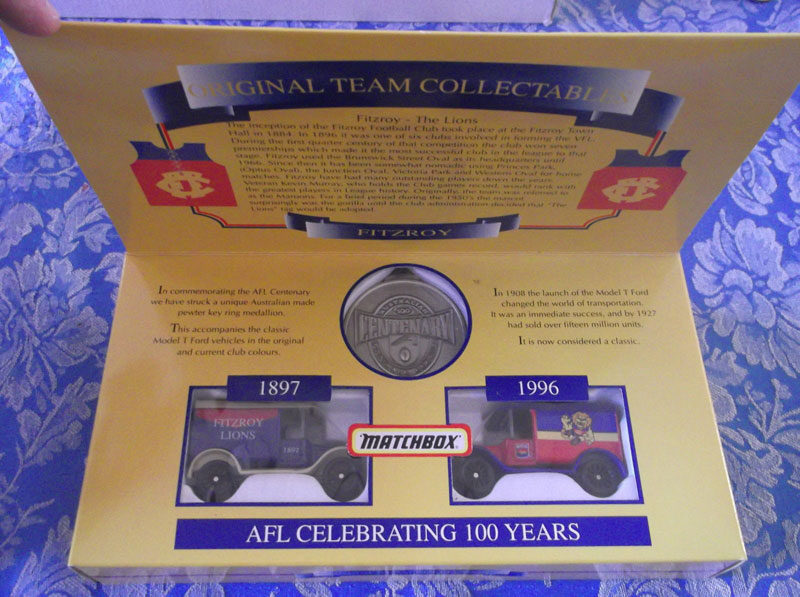 ORIGINAL TEAM COLLECTABLES
Fitzroy - The Lions
The inception of the Fitzroy Football Club took place at the Fitzroy Town
Hall in 1884. In 1896 it was one of six clubs involved in forming the VFL.
During the first quarter century of that competition the club won seven
premierships which made it the most successful club in the league to that
stage. Fitzroy used the Brunswick Street Oval as its headquarters until
1966. Since then it has been somewhat nomadic using Princes Park,
(Optus Oval), the Junction Oval, Victoria Park and Western Oval for home
matches. Fitzroy have had many outstanding players down the years.
Veteran Kevin Murray, who holds the Club games record, would rank with
the greatest players in League history. Originally, the team was referred to
as the Maroons. For a brief period during the 1930's the mascot
surprisingly was the gorilla until the club administration decided that "The
Lions" tag would be adopted.
FITZROY
In commemorating the AFL Centenary
we have struck a unique Australian made
pewter key ring medallion.
This accompanies the classic
Model T Ford vehicles in the original
and current club colours.
CENTENARY
In 1908 the launch of the Model T Ford
changed the world of transportation.
It was an immediate success, and by 1927
had sold over fifteen million units.
It is now considered a classic.
1897
1996
FITZROY
LIONS
1897
MATCHBOX
AFL CELEBRATING 100 YEARS